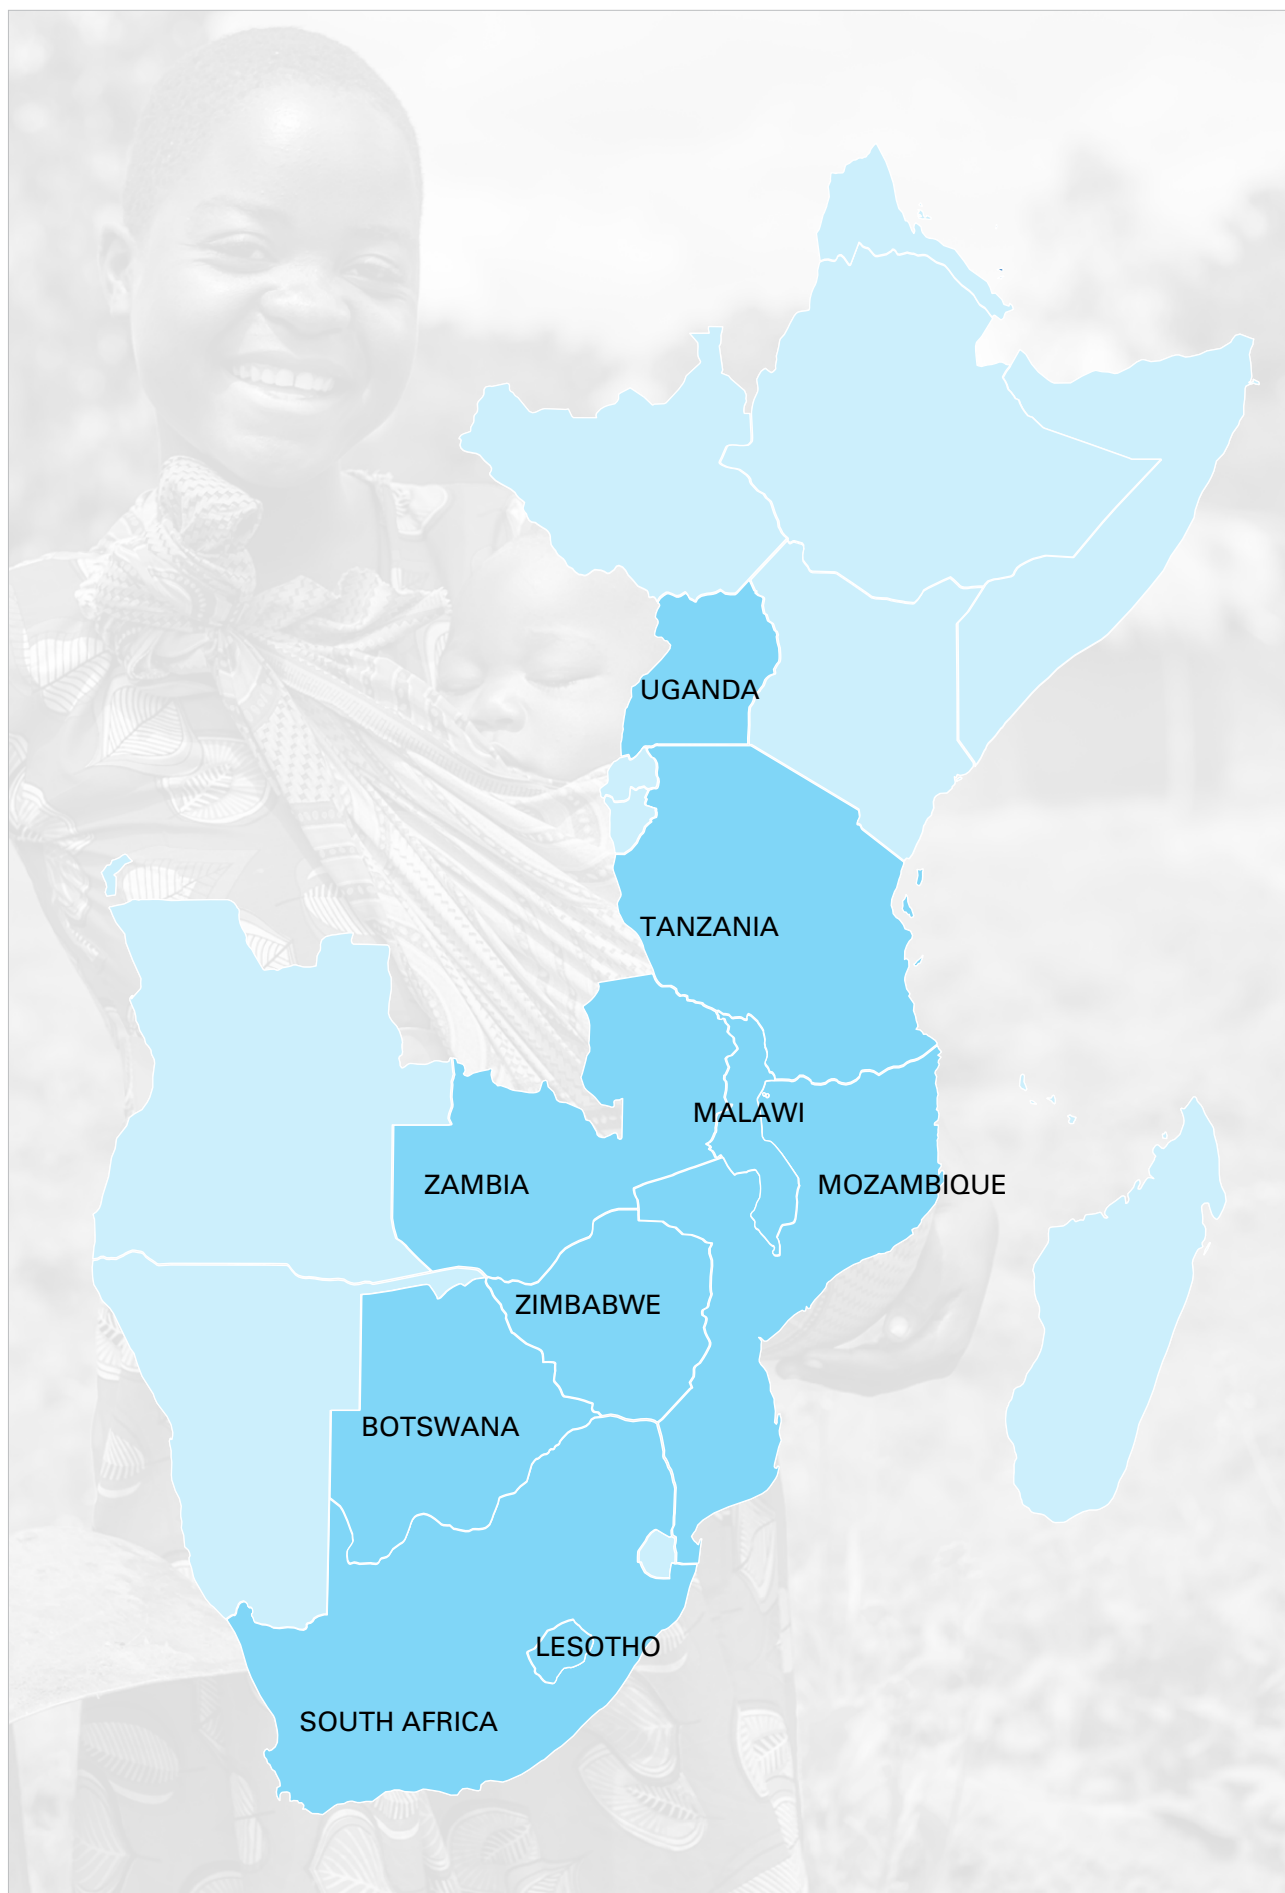 UGANDA
TANZANIA
MALAWI
ZAMBIA
MOZAMBIQUE
ZIMBABWE
BOTSWANA
LESOTHO
SOUTH AFRICA